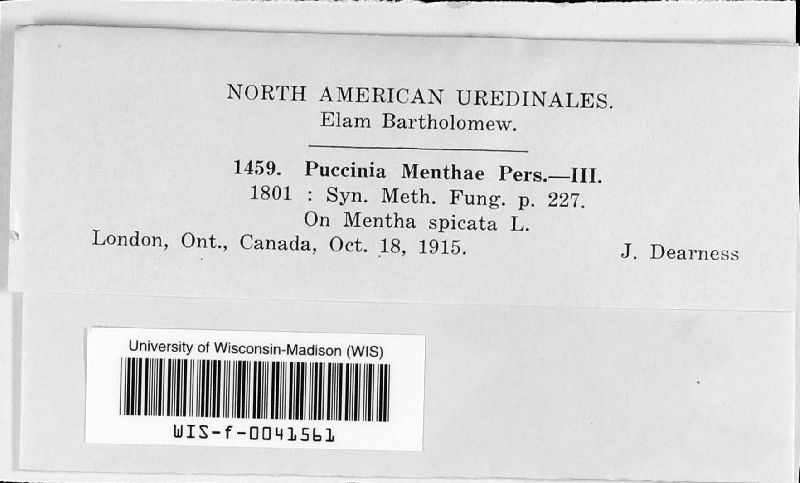 NORTH AMERICAN UREDINALES.
Elam Bartholomew.
1459. Puccinia Menthae Pers.—III.
1801 : Syn. Meth. Fung. p. 227.
On Mentha spicata L.
London, Ont., Canada, Oct. 18, 1915. J. Dearness
University of Wisconsin-Madison (WIS)
WIS-f-0041561